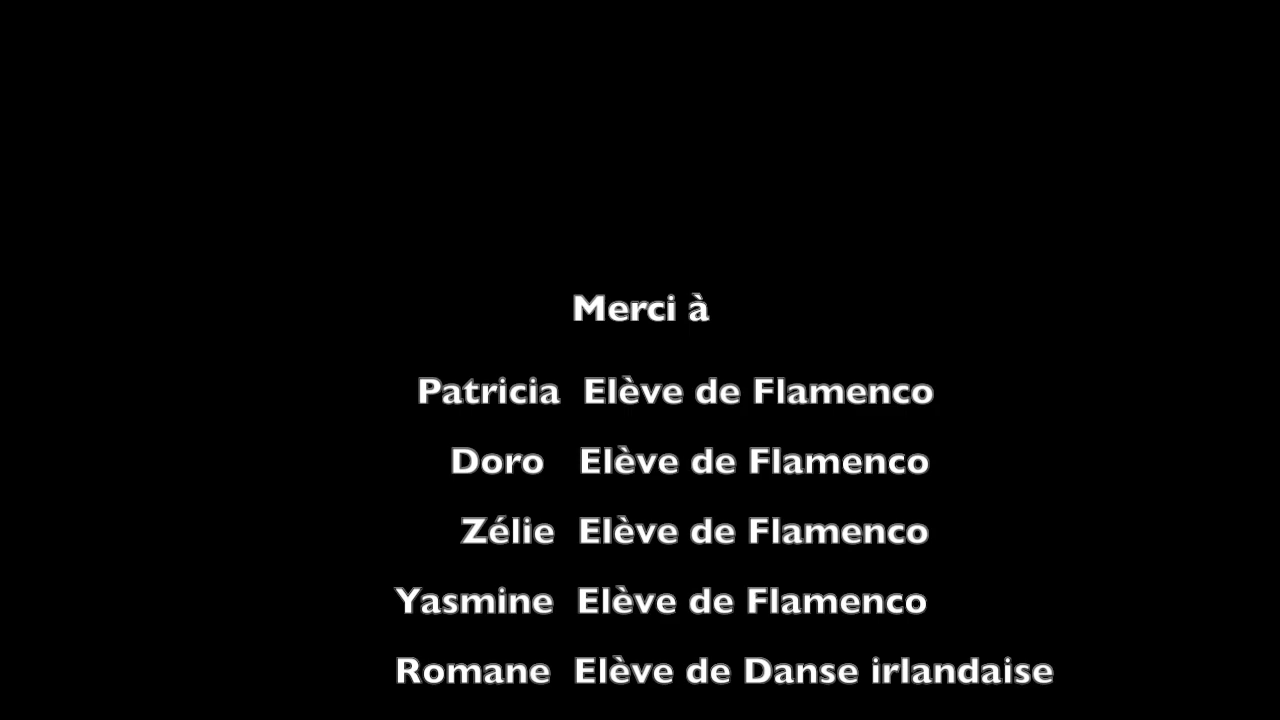 Merci à
Patricia Elève de Flamenco
Doro Elève de Flamenco
Zélie Elève de Flamenco
Yasmine Elève de Flamenco
Romane Elève de Danse irlandaise